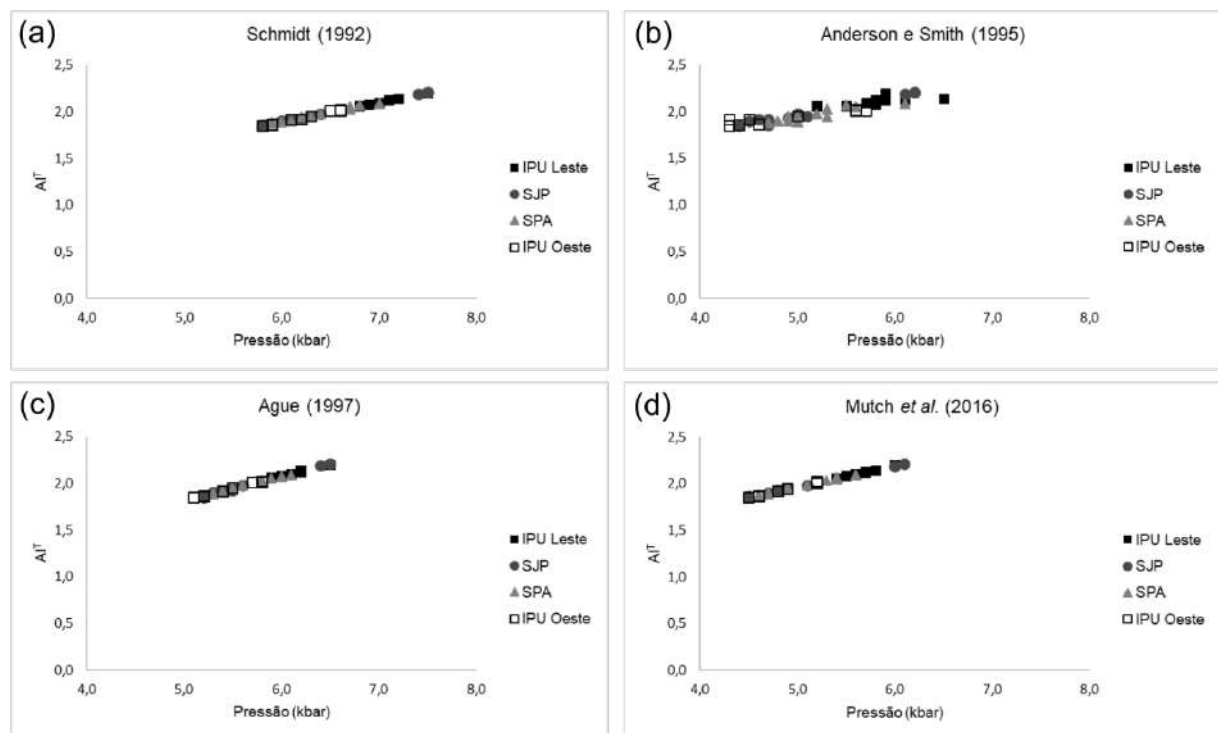 (a)
Schmidt (1992)
2,5
2,0
1,5
1,0
0,5
0,0
Alᵀ
4,0 5,0 6,0 7,0 8,0
Pressão (kbar)
IPU Leste
SJP
SPA
IPU Oeste
(b)
Anderson e Smith (1995)
2,5
2,0
1,5
1,0
0,5
0,0
Alᵀ
4,0 5,0 6,0 7,0 8,0
Pressão (kbar)
IPU Leste
SJP
SPA
IPU Oeste
(c)
Ague (1997)
2,5
2,0
1,5
1,0
0,5
0,0
Alᵀ
4,0 5,0 6,0 7,0 8,0
Pressão (kbar)
IPU Leste
SJP
SPA
IPU Oeste
(d)
Mutch et al. (2016)
2,5
2,0
1,5
1,0
0,5
0,0
Alᵀ
4,0 5,0 6,0 7,0 8,0
Pressão (kbar)
IPU Leste
SJP
SPA
IPU Oeste